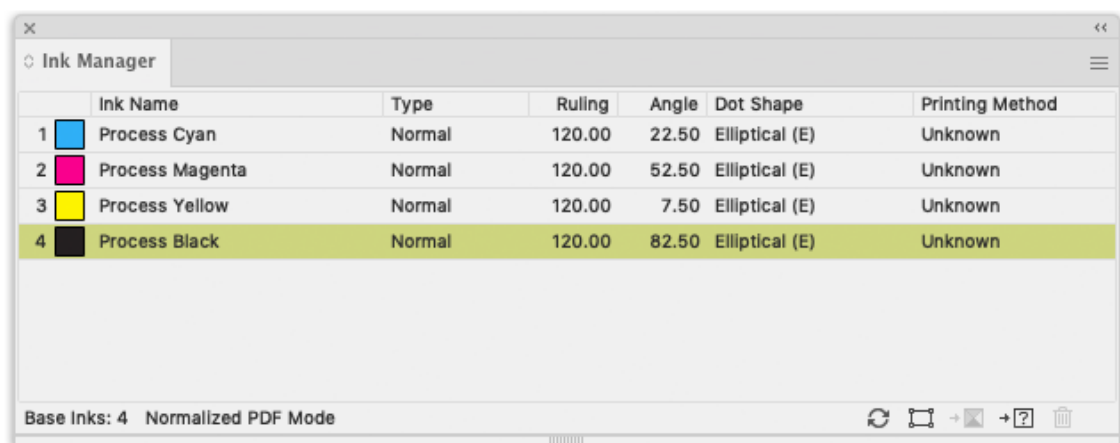 Ink Manager
Ink Name Type Ruling Angle Dot Shape Printing Method
1 Process Cyan Normal 120.00 22.50 Elliptical (E) Unknown
2 Process Magenta Normal 120.00 52.50 Elliptical (E) Unknown
3 Process Yellow Normal 120.00 7.50 Elliptical (E) Unknown
4 Process Black Normal 120.00 82.50 Elliptical (E) Unknown
Base Inks: 4 Normalized PDF Mode